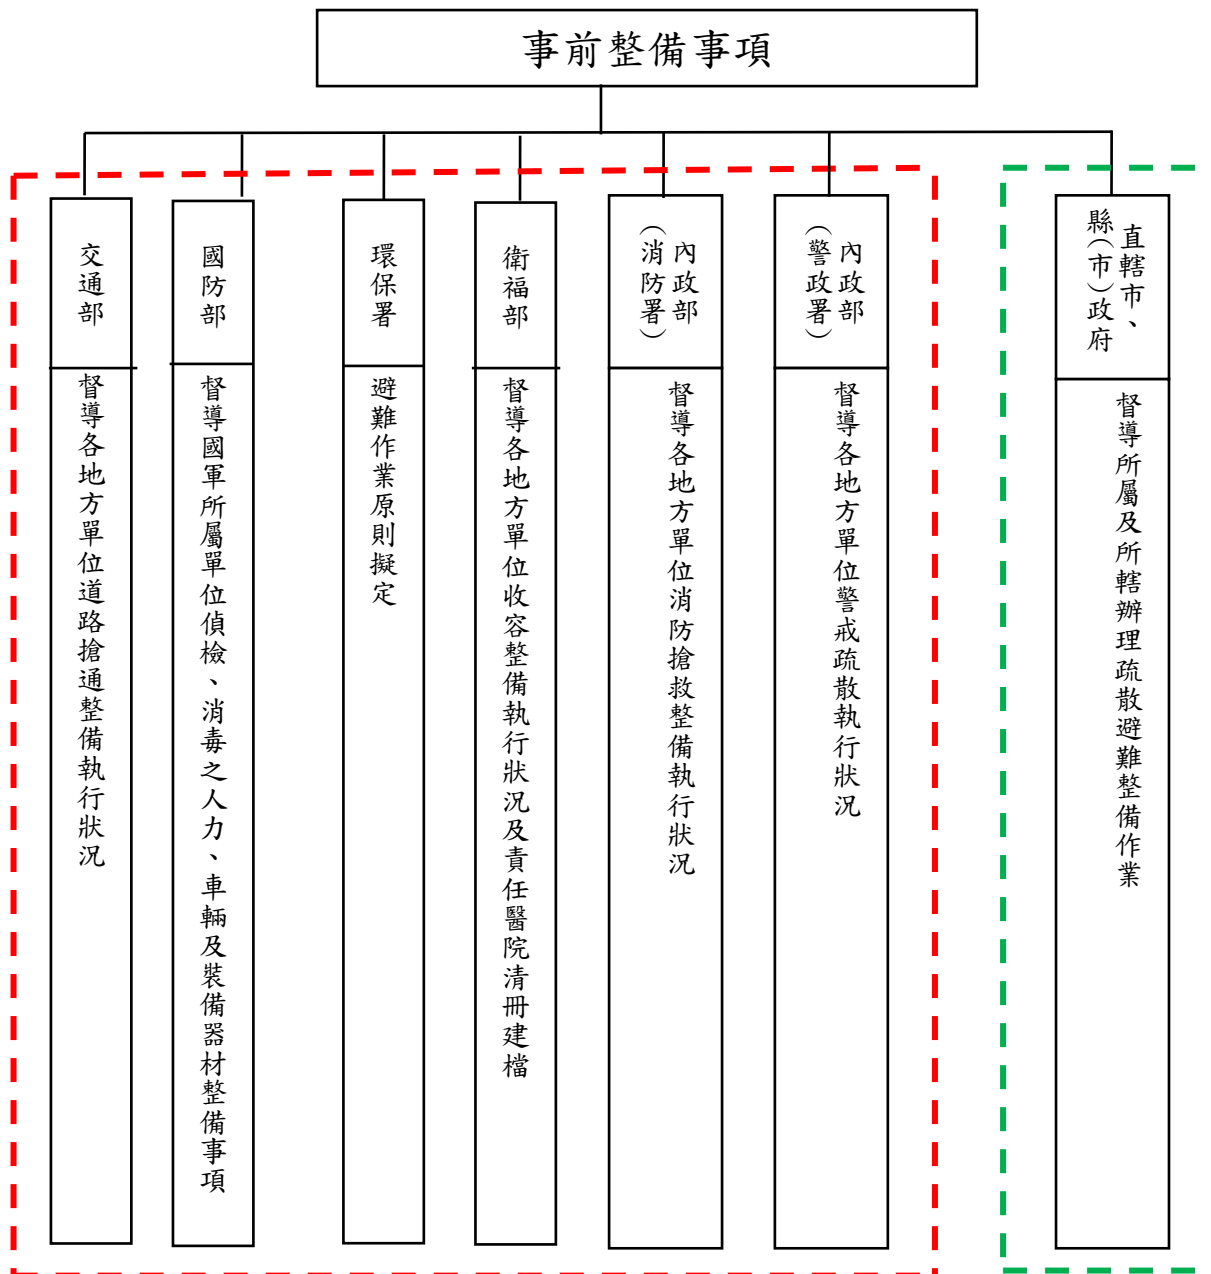 事前整備事項
交通部
督導各地方單位道路搶通整備執行狀況
國防部
督導國軍所屬單位偵檢、消毒之人力、車輛及裝備器材整備事項
環保署
避難作業原則擬定
衛福部
督導各地方單位收容整備執行狀況及責任醫院清冊建檔
內政部
(消防署)
督導各地方單位消防搶救整備執行狀況
內政部
(警政署)
督導各地方單位警戒疏散執行狀況
直轄市、
縣(市)政府
督導所屬及所轄辦理疏散避難整備作業